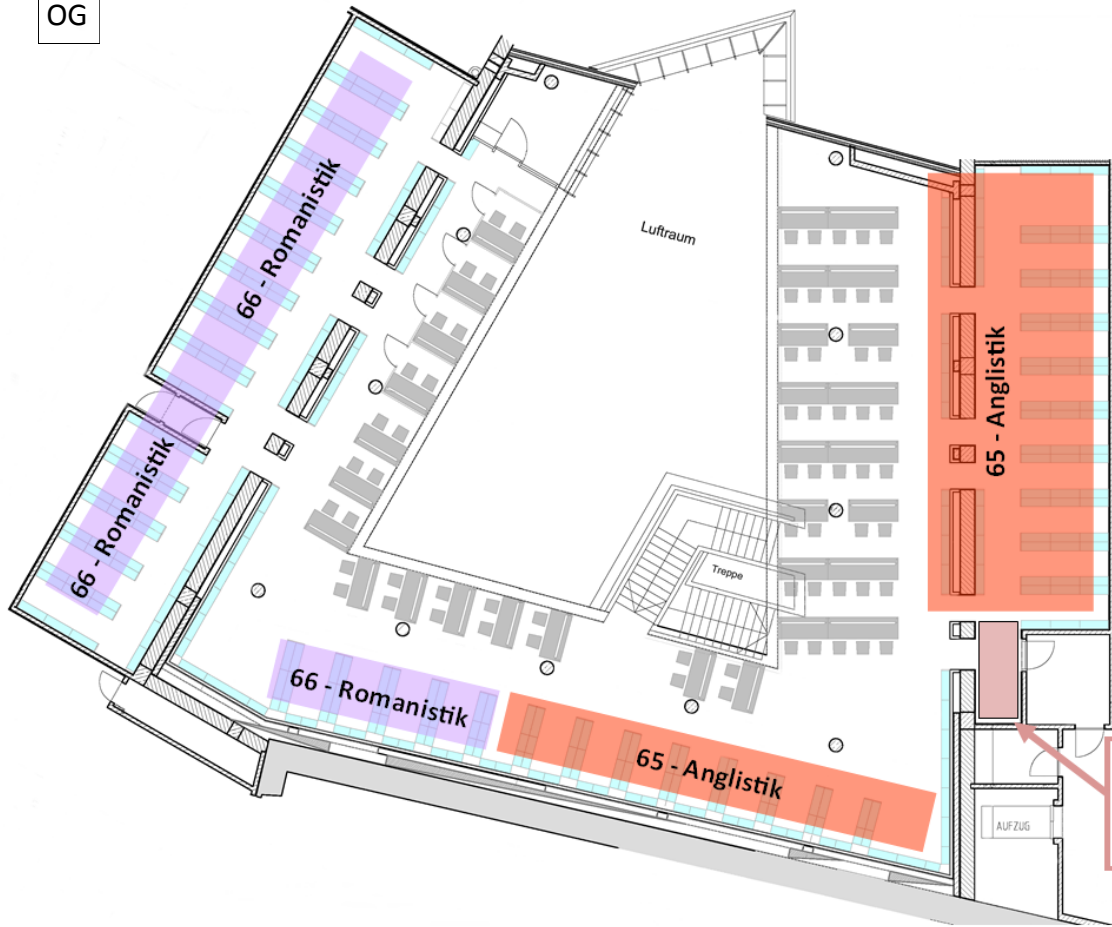 OG
Luftraum
66 - Romanistik
65 - Anglistik
66 - Romanistik
Treppe
66 - Romanistik
65 - Anglistik
AUFZUG